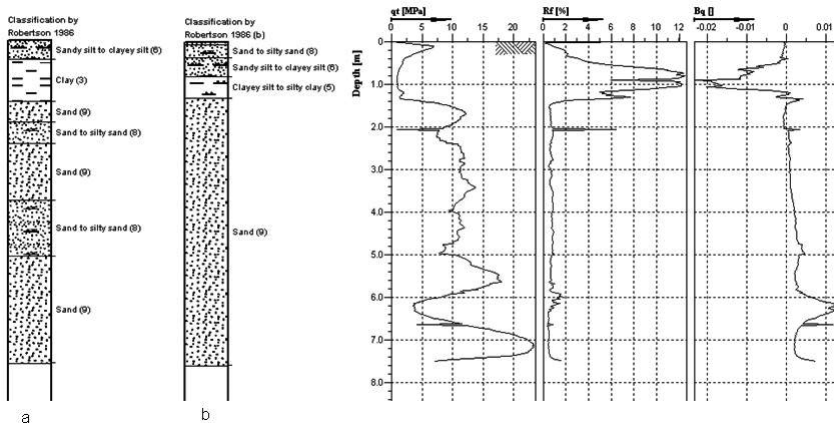 Classification by
Robertson 1986
Sandy silt to clayey silt (6)
Clay (3)
Sand (9)
Sand to silty sand (8)
Sand (9)
Sand to silty sand (8)
Sand (9)
a
Classification by
Robertson 1986 (b)
Sand to silty sand (8)
Sandy silt to clayey silt (6)
Clayey silt to silty clay (5)
Sand (9)
b
qt [MPa]
0 5 10 15 20
Depth [m]
0
1.0
2.0
3.0
4.0
5.0
6.0
7.0
8.0
Rf [%]
0 2 4 6 8 10 12
Bq []
-0.02 -0.01 0 0.01